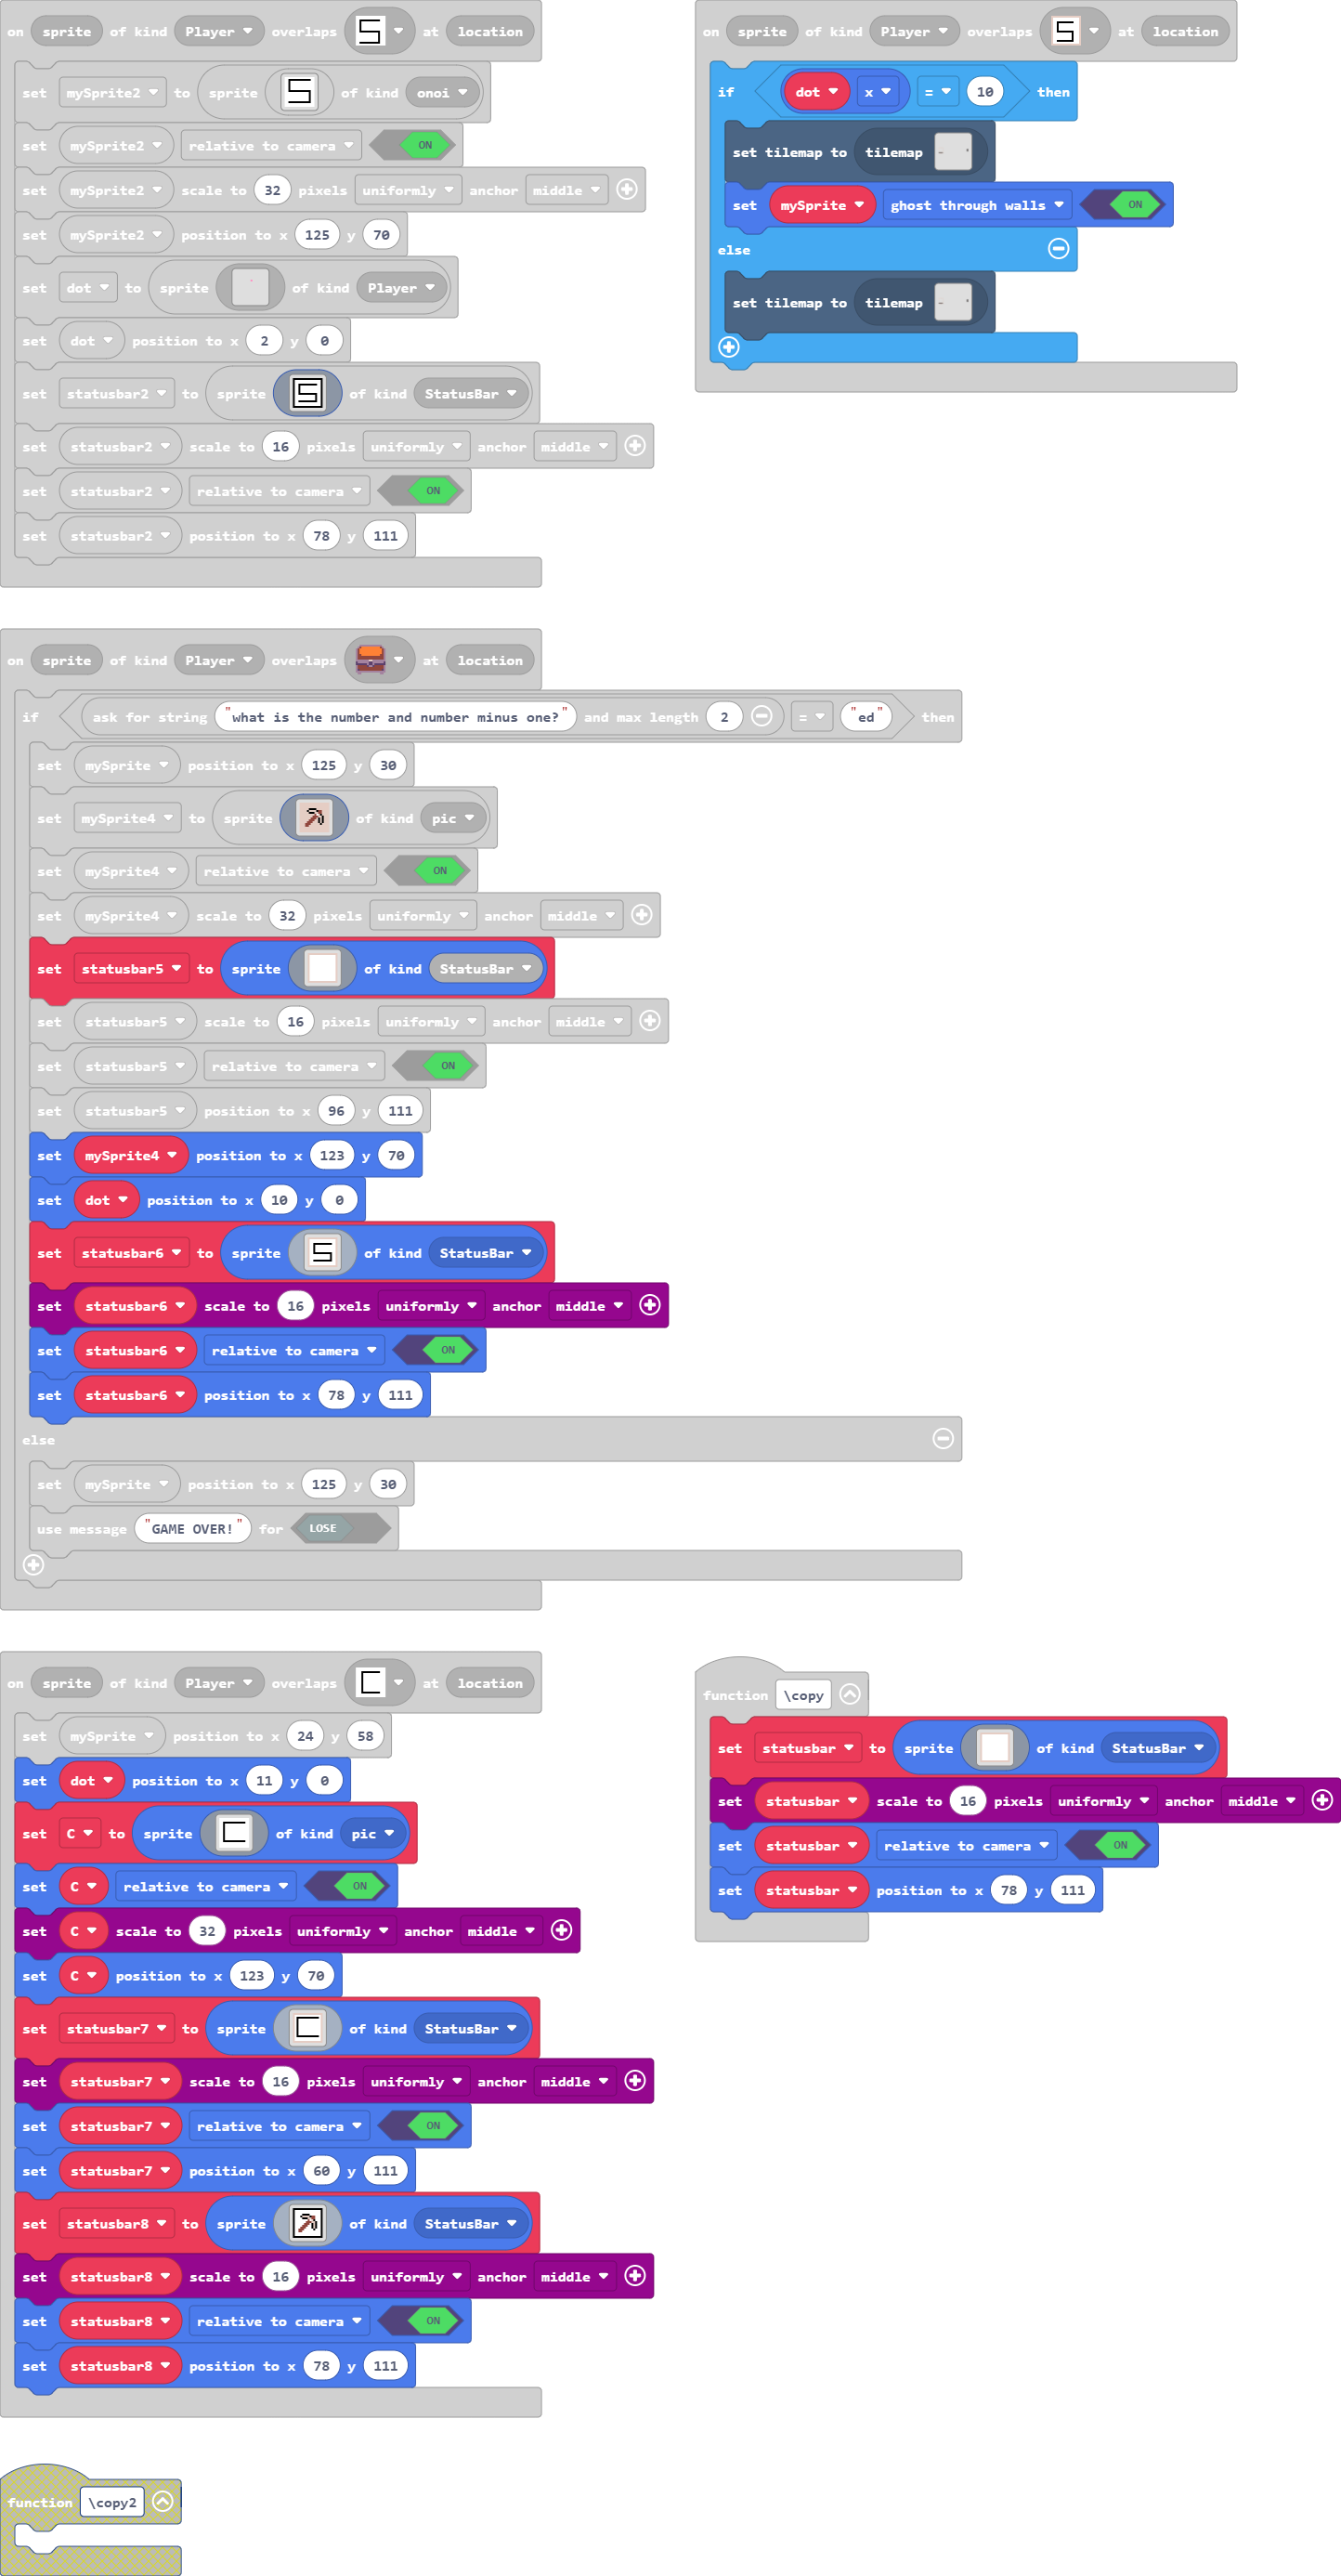 on sprite of kind Player overlaps at location
set mySprite2 to sprite of kind onoi
set mySprite2 relative to camera ON
set mySprite2 scale to 32 pixels uniformly anchor middle
set mySprite2 position to x 125 y 70
set dot to sprite of kind Player
set dot position to x 2 y 0
set statusbar2 to sprite of kind StatusBar
set statusbar2 scale to 16 pixels uniformly anchor middle
set statusbar2 relative to camera ON
set statusbar2 position to x 78 y 111
on sprite of kind Player overlaps at location
if dot x = 10 then
set tilemap to tilemap
set mySprite ghost through walls ON
else
set tilemap to tilemap
on sprite of kind Player overlaps at location
if ask for string "what is the number and number minus one?" and max length 2 = "ed" then
set mySprite position to x 125 y 30
set mySprite4 to sprite of kind pic
set mySprite4 relative to camera ON
set mySprite4 scale to 32 pixels uniformly anchor middle
set statusbar5 to sprite of kind StatusBar
set statusbar5 scale to 16 pixels uniformly anchor middle
set statusbar5 relative to camera ON
set statusbar5 position to x 96 y 111
set mySprite4 position to x 123 y 70
set dot position to x 10 y 0
set statusbar6 to sprite of kind StatusBar
set statusbar6 scale to 16 pixels uniformly anchor middle
set statusbar6 relative to camera ON
set statusbar6 position to x 78 y 111
else
set mySprite position to x 125 y 30
use message "GAME OVER!" for LOSE
on sprite of kind Player overlaps at location
set mySprite position to x 24 y 58
set dot position to x 11 y 0
set C to sprite of kind pic
set C relative to camera ON
set C scale to 32 pixels uniformly anchor middle
set C position to x 123 y 70
set statusbar7 to sprite of kind StatusBar
set statusbar7 scale to 16 pixels uniformly anchor middle
set statusbar7 relative to camera ON
set statusbar7 position to x 60 y 111
set statusbar8 to sprite of kind StatusBar
set statusbar8 scale to 16 pixels uniformly anchor middle
set statusbar8 relative to camera ON
set statusbar8 position to x 78 y 111
function \copy
set statusbar to sprite of kind StatusBar
set statusbar scale to 16 pixels uniformly anchor middle
set statusbar relative to camera ON
set statusbar position to x 78 y 111
function \copy2